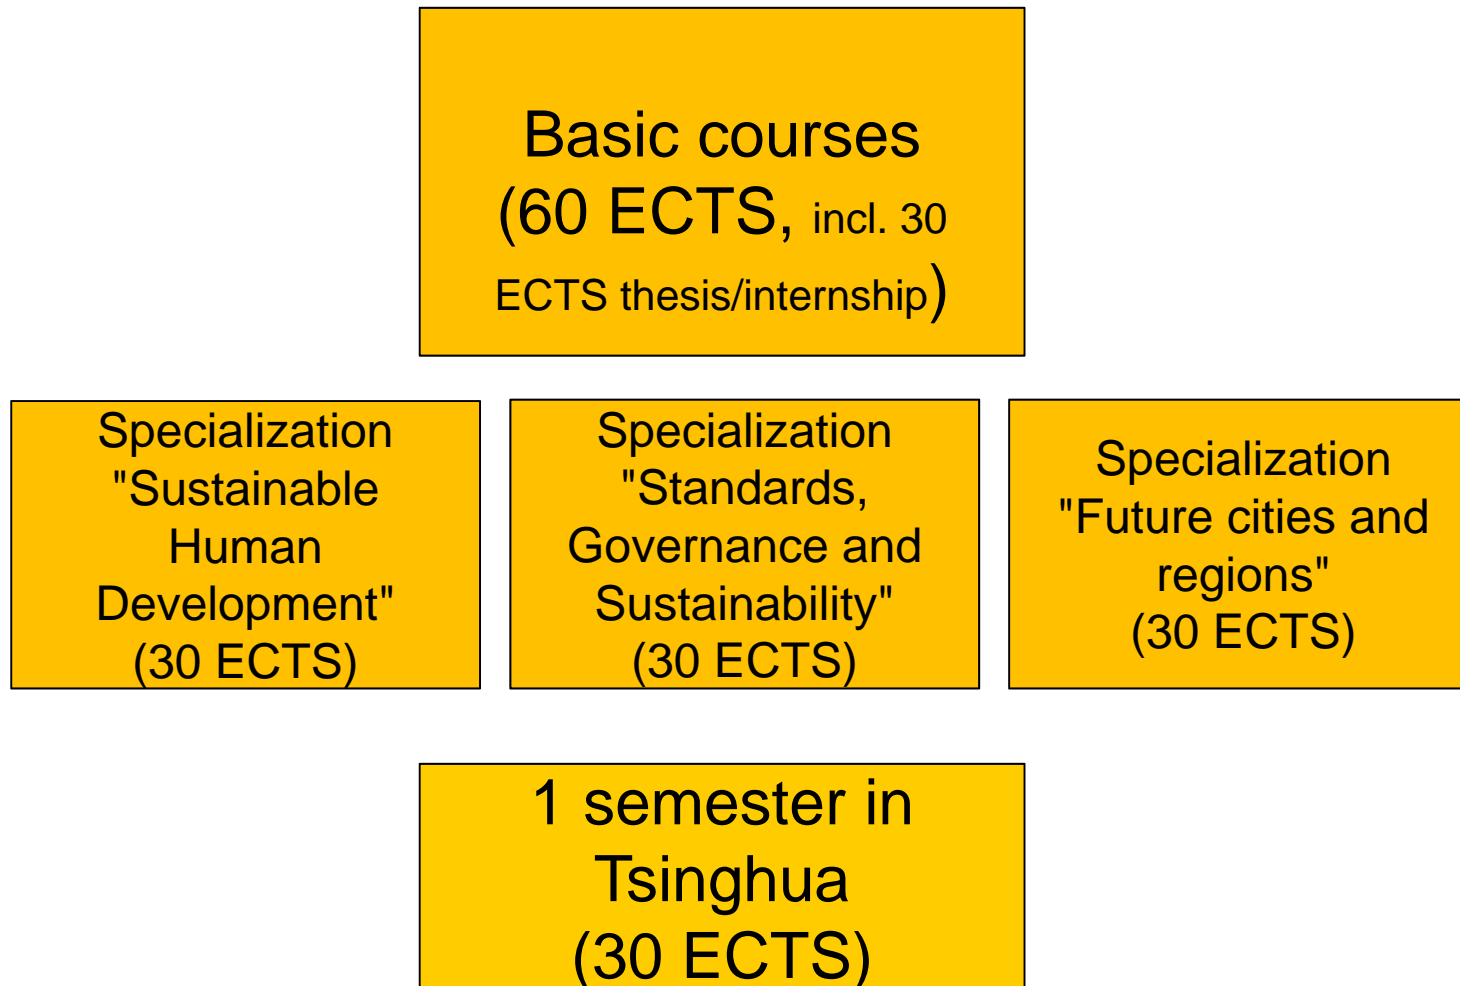 Basic courses
(60 ECTS, incl. 30
ECTS thesis/internship)
Specialization
"Sustainable
Human
Development"
(30 ECTS)
Specialization
"Standards,
Governance and
Sustainability"
(30 ECTS)
Specialization
"Future cities and
regions"
(30 ECTS)
1 semester in
Tsinghua
(30 ECTS)